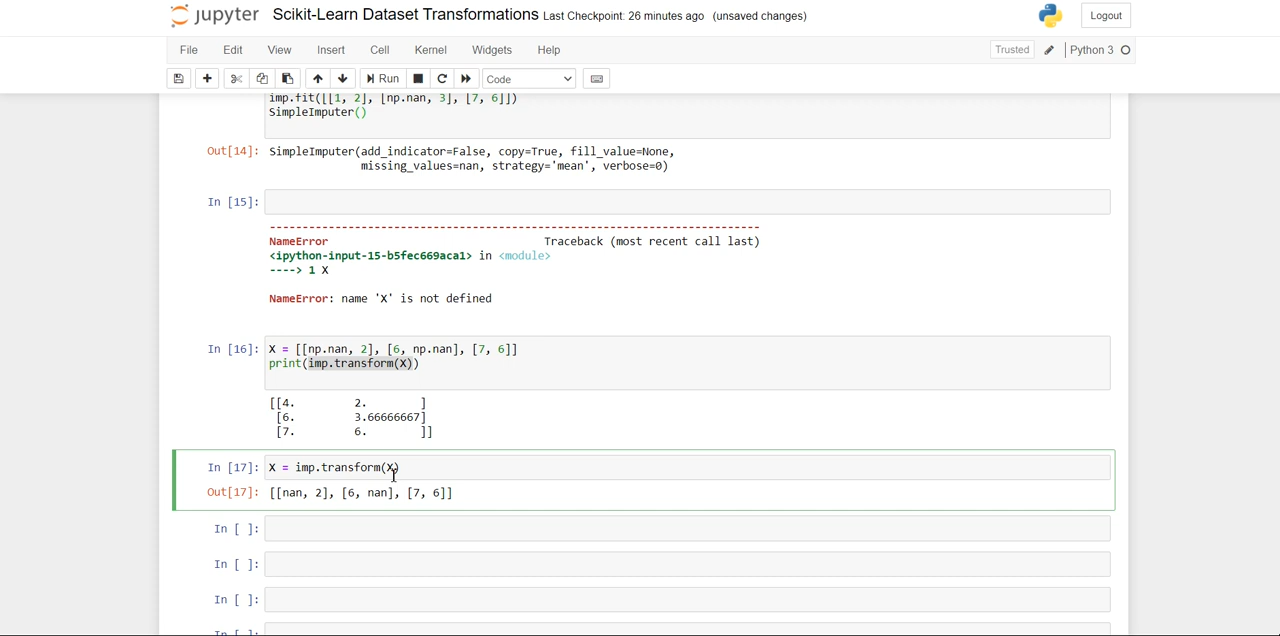 jupyter Scikit-Learn Dataset Transformations Last Checkpoint: 26 minutes ago (unsaved changes) Logout
File Edit View Insert Cell Kernel Widgets Help Trusted Python 3
Run Code
imp.fit([[1, 2], [np.nan, 3], [7, 6]])
SimpleImputer()
Out[14]: SimpleImputer(add_indicator=False, copy=True, fill_value=None,
missing_values=nan, strategy='mean', verbose=0)
In [15]:
---------------------------------------------------------------------------
NameError Traceback (most recent call last)
<ipython-input-15-b5fec669aca1> in <module>
----> 1 X
NameError: name 'X' is not defined
In [16]: X = [[np.nan, 2], [6, np.nan], [7, 6]]
print(imp.transform(X))
[[4. 2. ]
[6. 3.66666667]
[7. 6. ]]
In [17]: X = imp.transform(X)
Out[17]: [[nan, 2], [6, nan], [7, 6]]
In [ ]:
In [ ]:
In [ ]:
In [ ]: